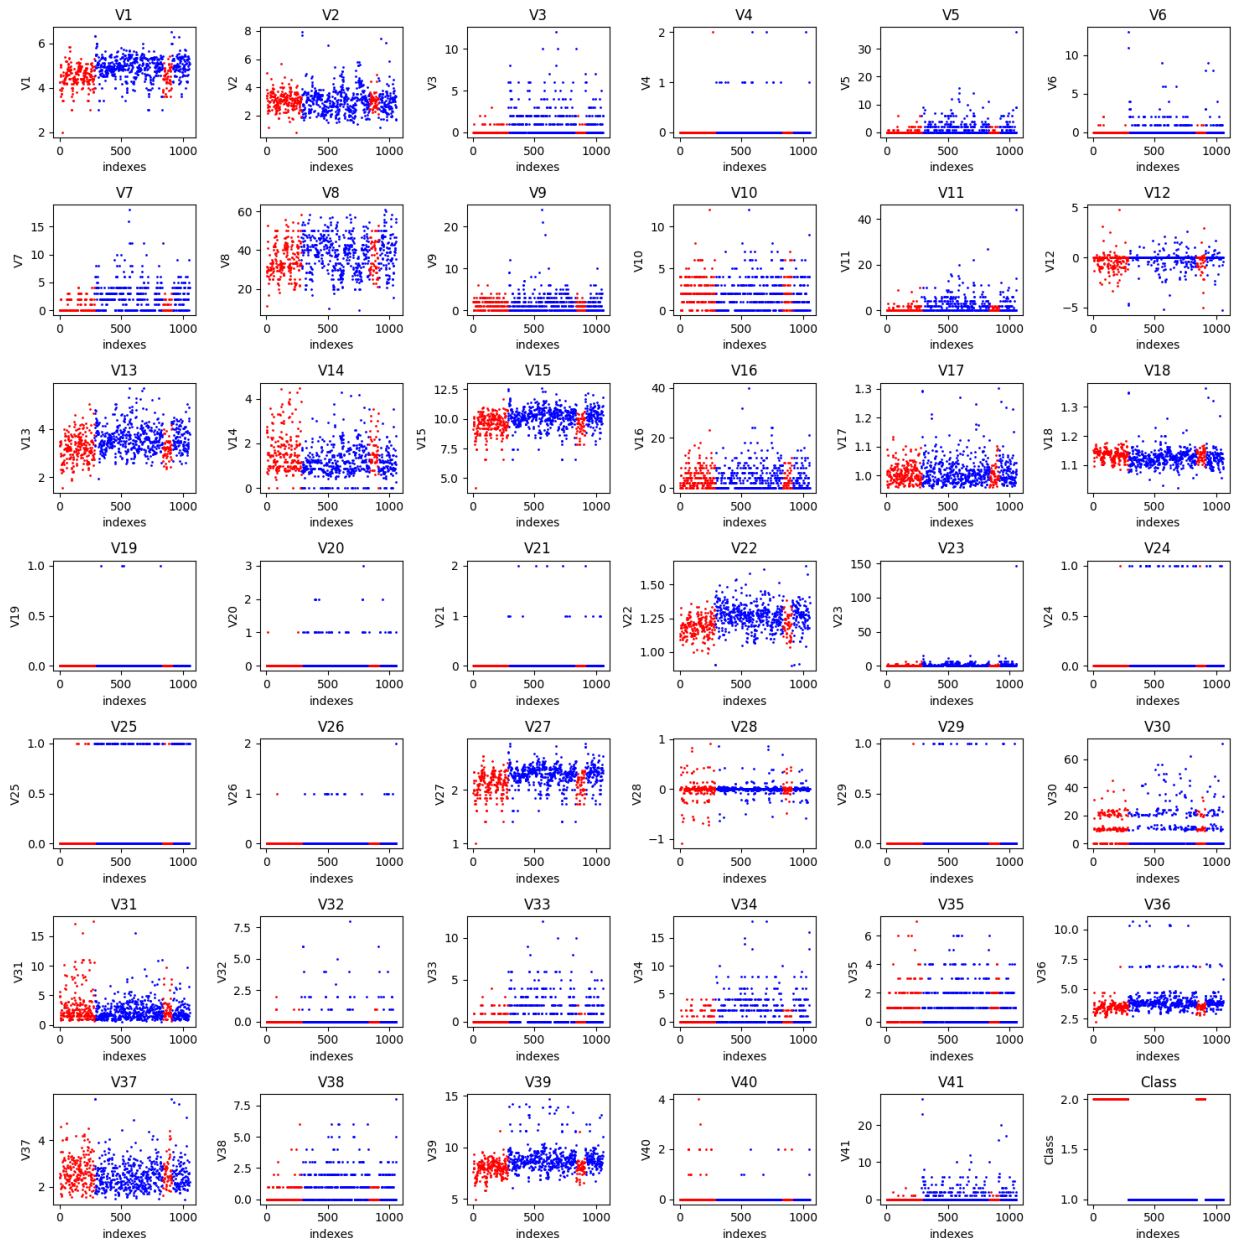 V1 V2 V3 V4 V5 V6
V1 6 4 2 0 500 1000 indexes
V2 8 6 4 2 0 500 1000 indexes
V3 10 5 0 0 500 1000 indexes
V4 2 1 0 0 500 1000 indexes
V5 30 20 10 0 0 500 1000 indexes
V6 10 5 0 0 500 1000 indexes
V7 V8 V9 V10 V11 V12
V7 15 10 5 0 0 500 1000 indexes
V8 60 40 20 0 500 1000 indexes
V9 20 10 0 0 500 1000 indexes
V10 10 5 0 0 500 1000 indexes
V11 40 20 0 0 500 1000 indexes
V12 5 0 −5 0 500 1000 indexes
V13 V14 V15 V16 V17 V18
V13 4 2 0 500 1000 indexes
V14 4 2 0 0 500 1000 indexes
V15 12.5 10.0 7.5 5.0 0 500 1000 indexes
V16 40 20 0 0 500 1000 indexes
V17 1.3 1.2 1.1 1.0 0 500 1000 indexes
V18 1.3 1.2 1.1 0 500 1000 indexes
V19 V20 V21 V22 V23 V24
V19 1.0 0.5 0.0 0 500 1000 indexes
V20 3 2 1 0 0 500 1000 indexes
V21 2 1 0 0 500 1000 indexes
V22 1.50 1.25 1.00 0 500 1000 indexes
V23 150 100 50 0 0 500 1000 indexes
V24 1.0 0.5 0.0 0 500 1000 indexes
V25 V26 V27 V28 V29 V30
V25 1.0 0.5 0.0 0 500 1000 indexes
V26 2 1 0 0 500 1000 indexes
V27 2 1 0 500 1000 indexes
V28 1 0 −1 0 500 1000 indexes
V29 1.0 0.5 0.0 0 500 1000 indexes
V30 60 40 20 0 0 500 1000 indexes
V31 V32 V33 V34 V35 V36
V31 15 10 5 0 0 500 1000 indexes
V32 7.5 5.0 2.5 0.0 0 500 1000 indexes
V33 10 5 0 0 500 1000 indexes
V34 15 10 5 0 0 500 1000 indexes
V35 6 4 2 0 0 500 1000 indexes
V36 10.0 7.5 5.0 2.5 0 500 1000 indexes
V37 V38 V39 V40 V41 Class
V37 4 2 0 500 1000 indexes
V38 7.5 5.0 2.5 0.0 0 500 1000 indexes
V39 15 10 5 0 500 1000 indexes
V40 4 2 0 0 500 1000 indexes
V41 20 10 0 0 500 1000 indexes
Class 2.0 1.5 1.0 0 500 1000 indexes